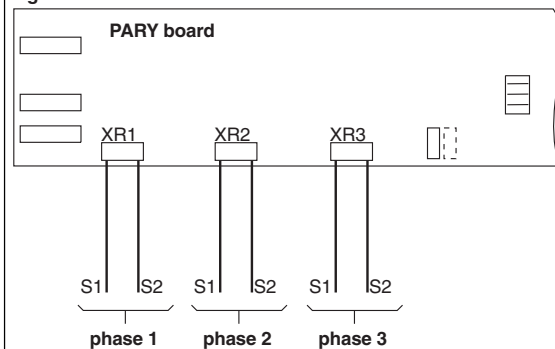 PARY board
XR1 XR2 XR3
S1 S2 S1 S2 S1 S2
phase 1 phase 2 phase 3